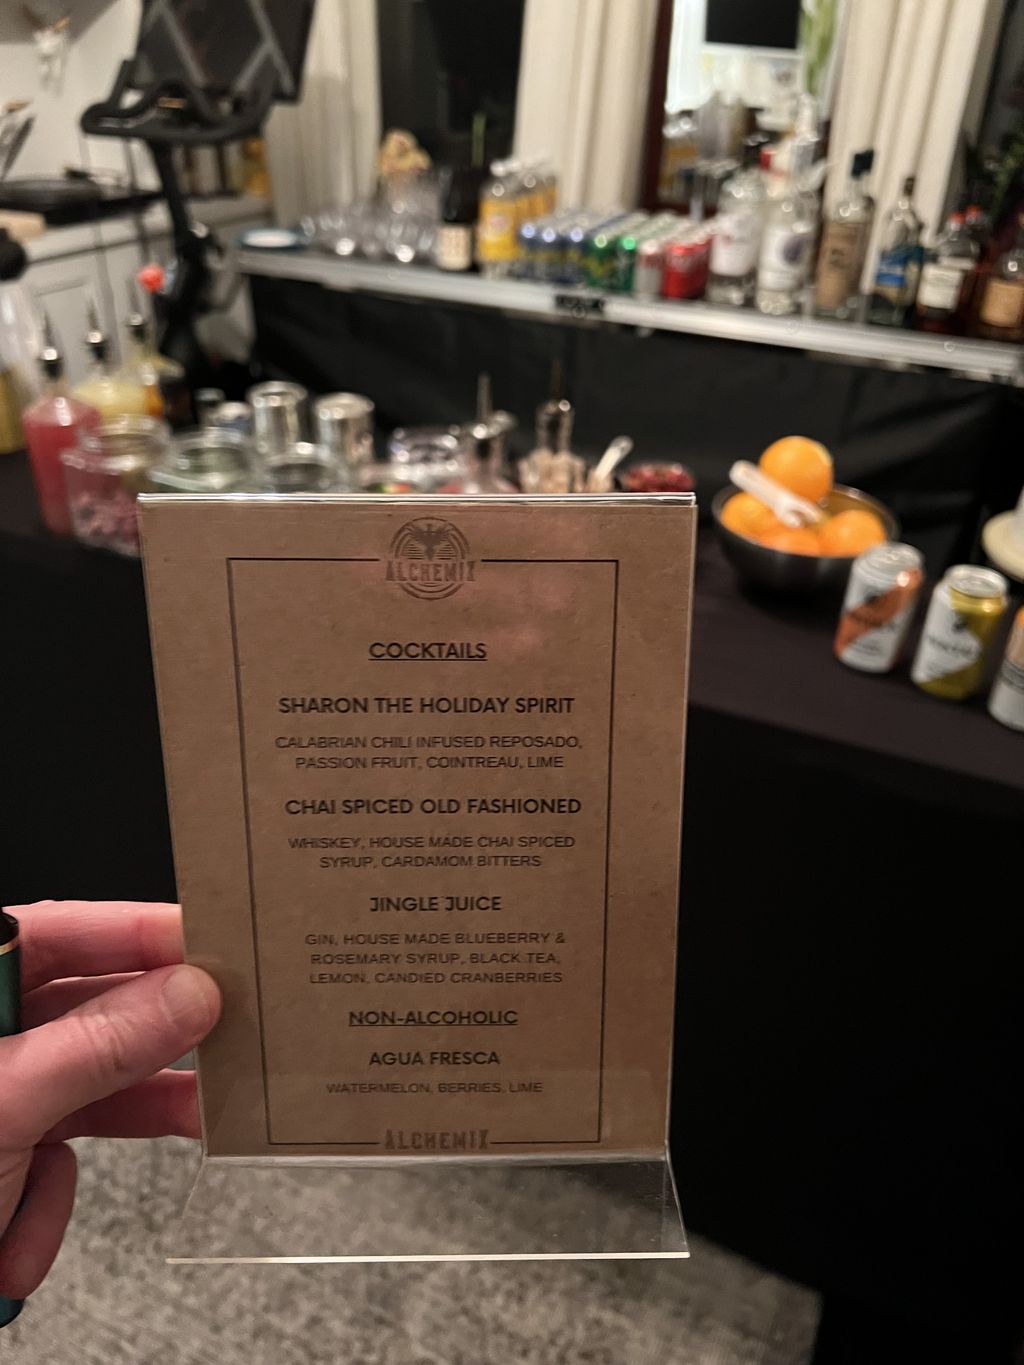 ALCHEMIX
COCKTAILS
SHARON THE HOLIDAY SPIRIT
CALABRIAN CHILI INFUSED REPOSADO,
PASSION FRUIT, COINTREAU, LIME
CHAI SPICED OLD FASHIONED
WHISKEY, HOUSE MADE CHAI SPICED
SYRUP, CARDAMOM BITTERS
JINGLE JUICE
GIN, HOUSE MADE BLUEBERRY &
ROSEMARY SYRUP, BLACK TEA,
LEMON, CANDIED CRANBERRIES
NON-ALCOHOLIC
AGUA FRESCA
WATERMELON, BERRIES, LIME
ALCHEMIX